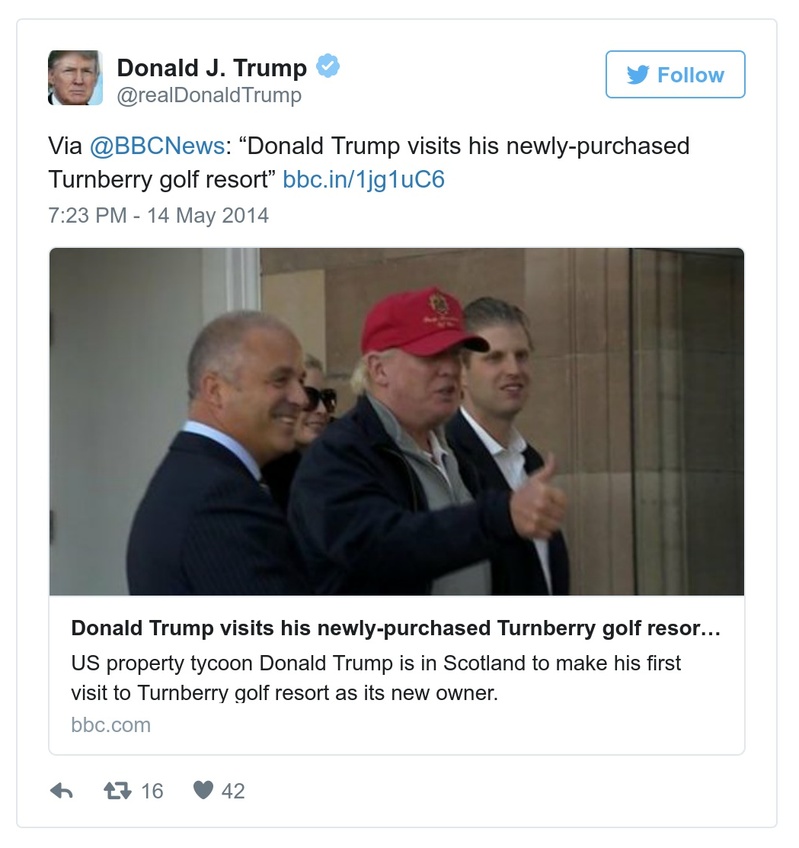 Donald J. Trump
@realDonaldTrump
Follow
Via @BBCNews: “Donald Trump visits his newly-purchased
Turnberry golf resort” bbc.in/1jg1uC6
7:23 PM - 14 May 2014
Donald Trump visits his newly-purchased Turnberry golf resor…
US property tycoon Donald Trump is in Scotland to make his first
visit to Turnberry golf resort as its new owner.
bbc.com
16 42